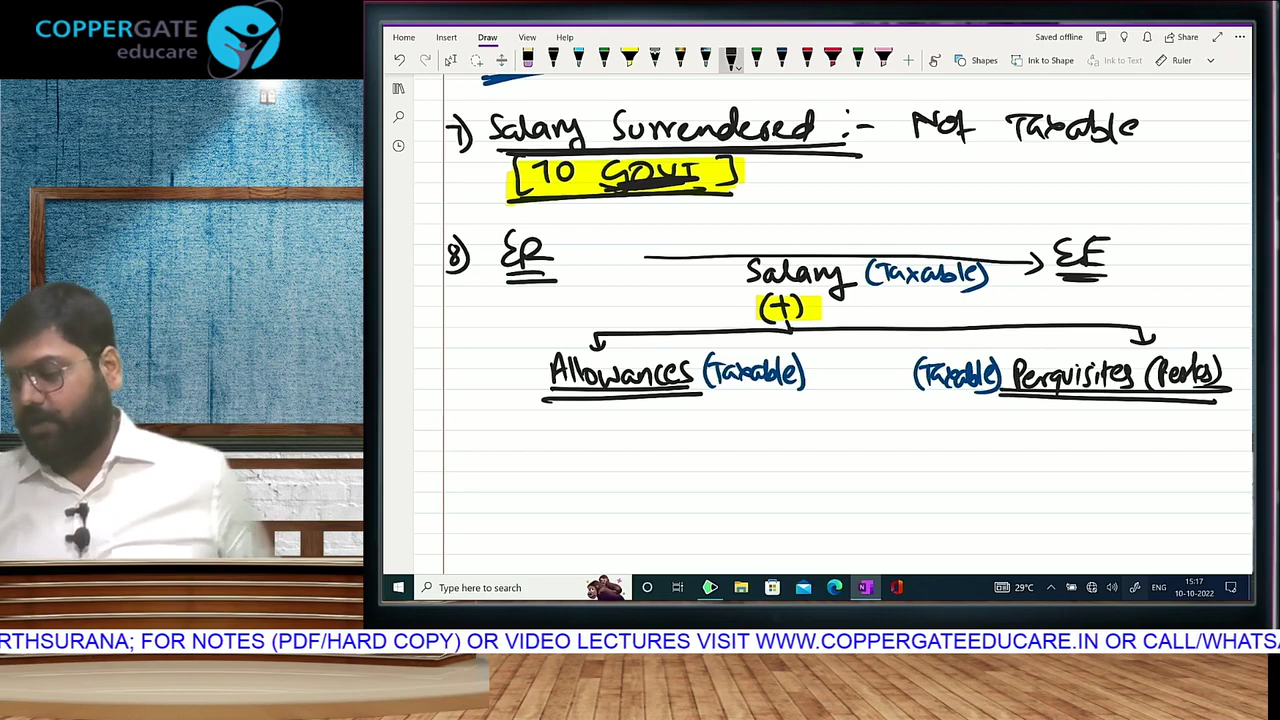 COPPERGATE
educare
Home Insert Draw View Help
Saved offline Share
Shapes Ink to Shape Ink to Text Ruler
7) Salary Surrendered :- Not Taxable
[TO GOVT]
8) ER EE
Salary (Taxable)
(+)
Allowances (Taxable) (Taxable) Perquisites (Perks)
Type here to search
29°C ENG 15:17
10-10-2022
RTHSURANA; FOR NOTES (PDF/HARD COPY) OR VIDEO LECTURES VISIT WWW.COPPERGATEEDUCARE.IN OR CALL/WHATSA